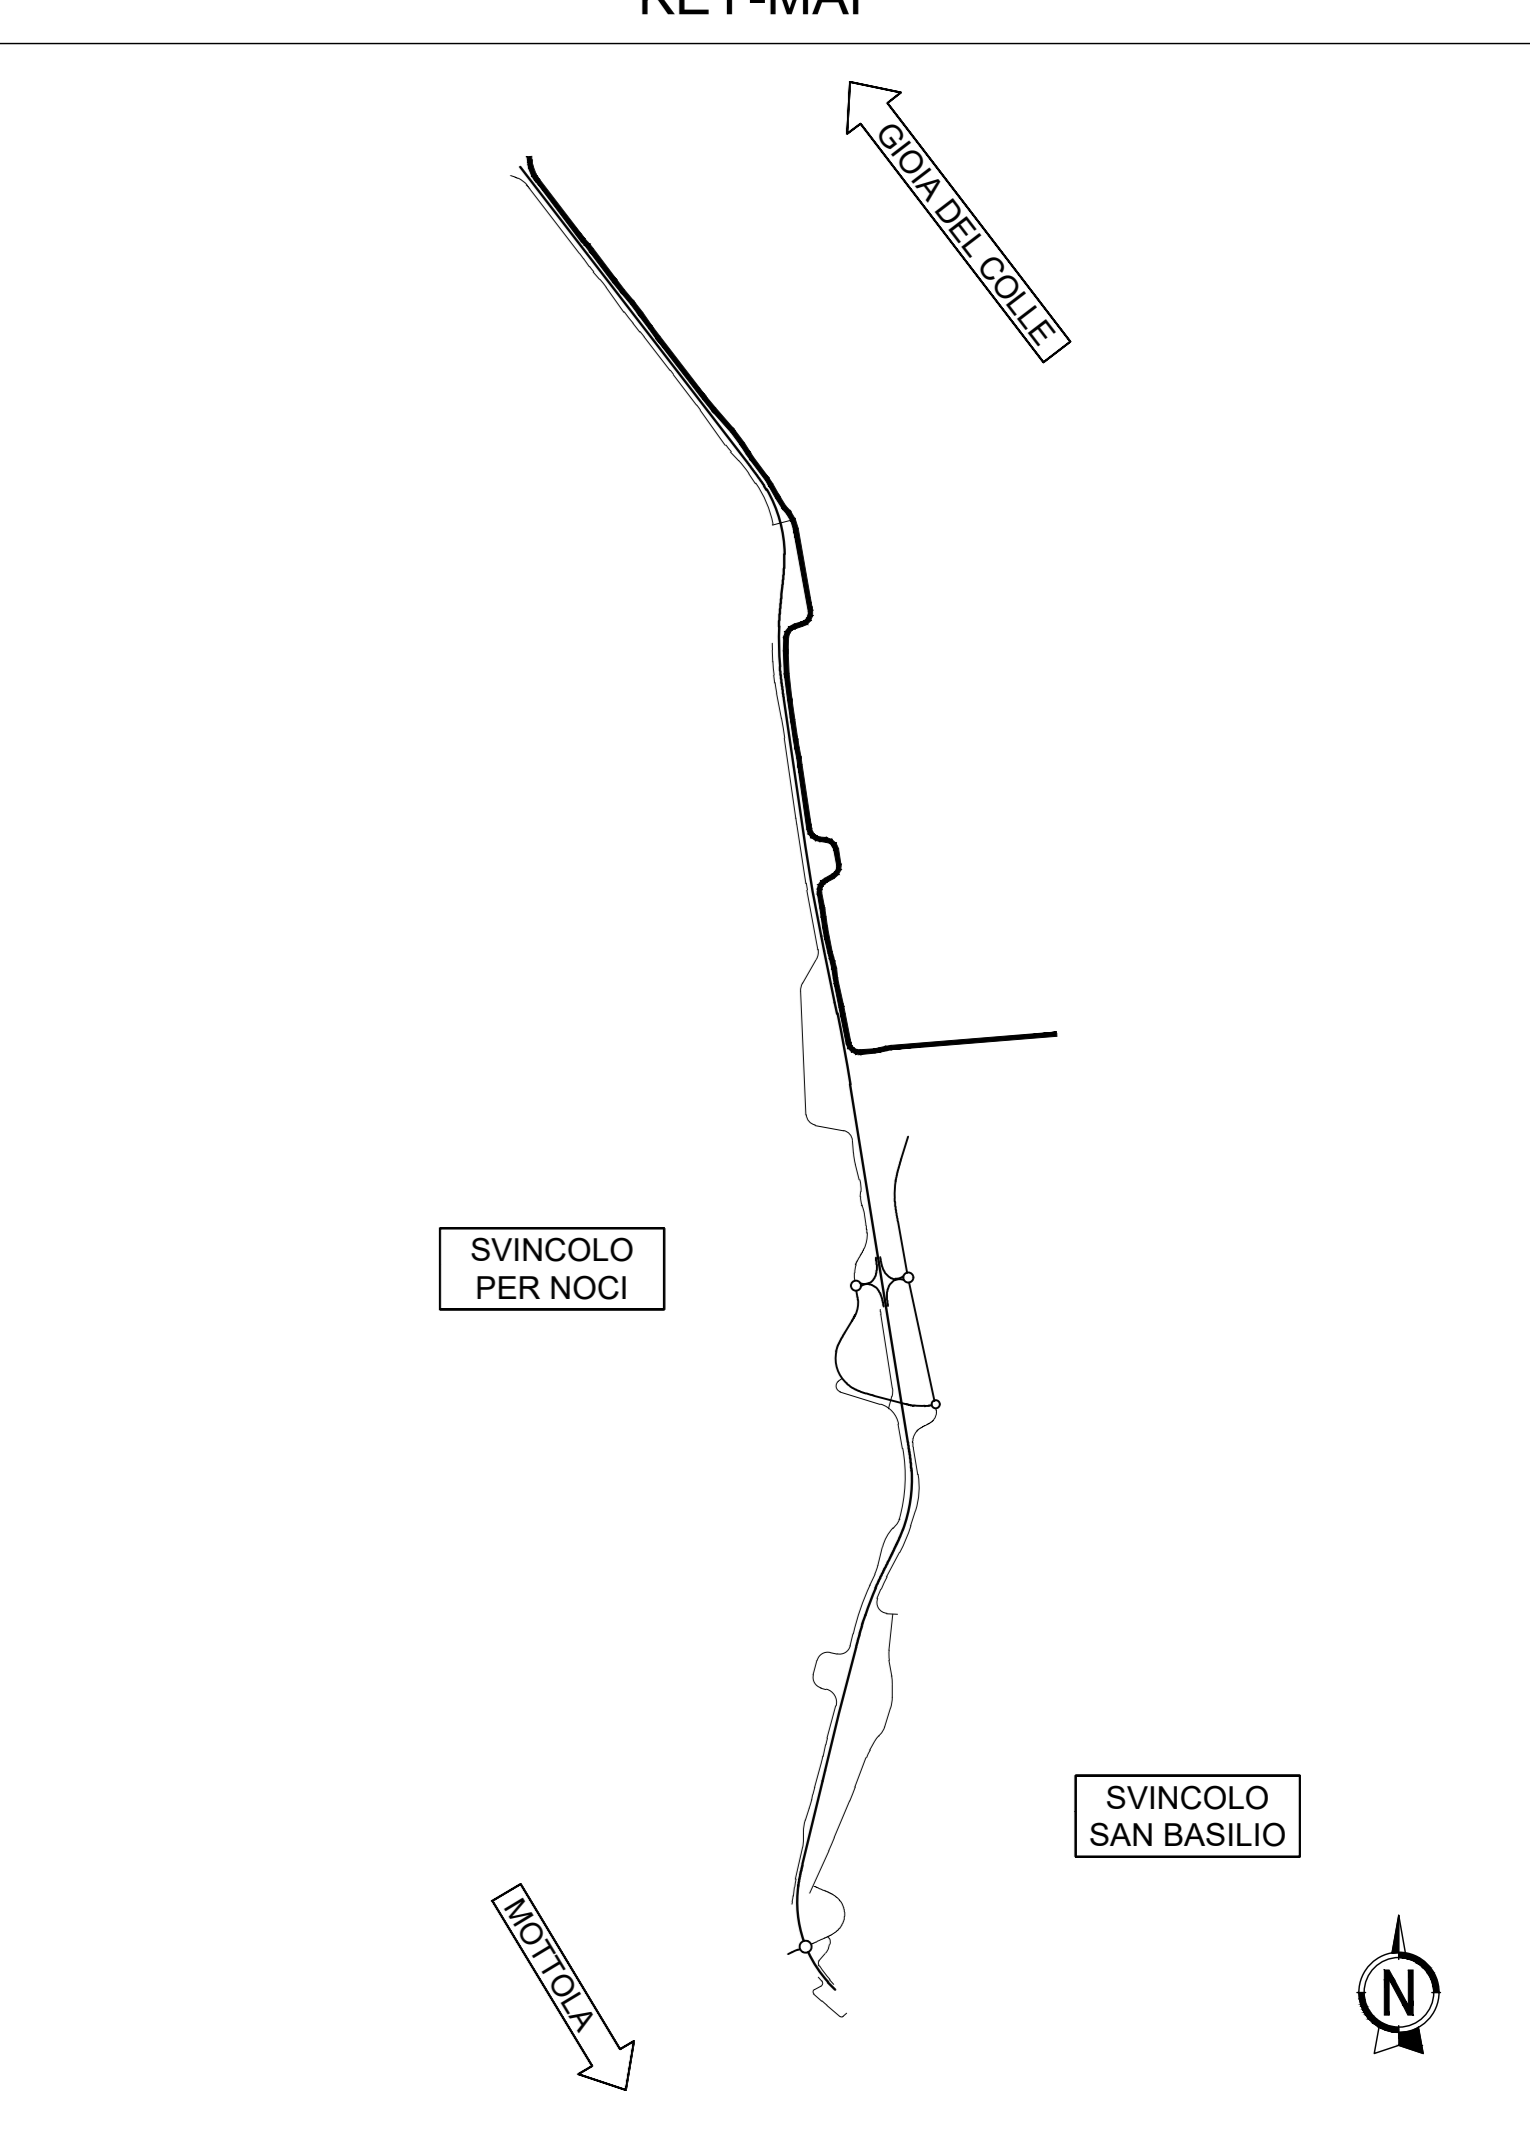 KEY-MAP
GIOIA DEL COLLE
SVINCOLO
PER NOCI
SVINCOLO
SAN BASILIO
MOTTOLA
N